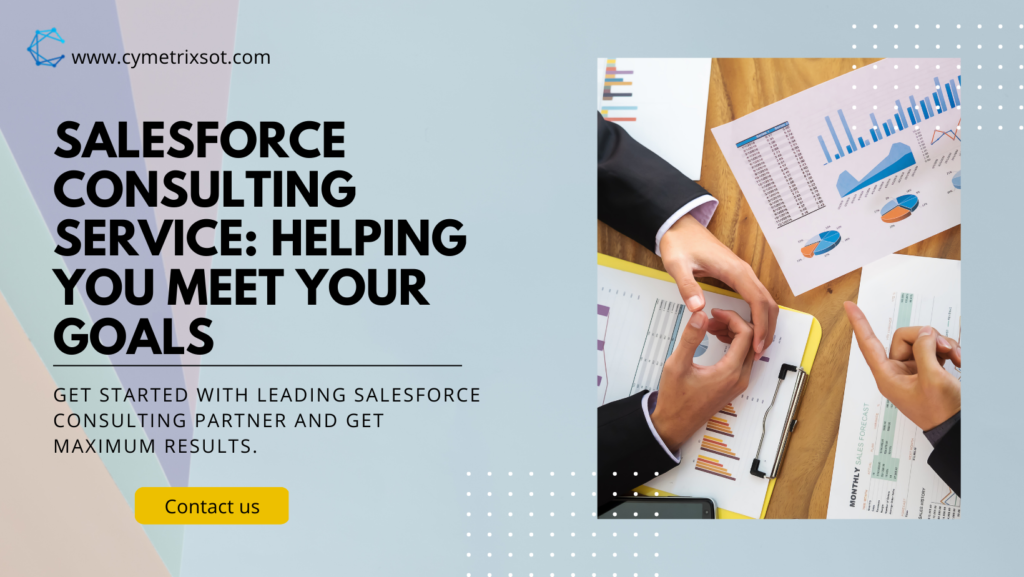 www.cymetrixsot.com
SALESFORCE
CONSULTING
SERVICE: HELPING
YOU MEET YOUR
GOALS
GET STARTED WITH LEADING SALESFORCE
CONSULTING PARTNER AND GET
MAXIMUM RESULTS.
Contact us
MONTHLY SALES FORECAST